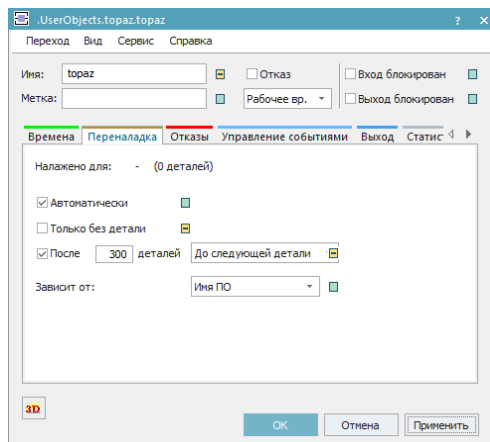 .UserObjects.topaz.topaz ? ×
Переход Вид Сервис Справка
Имя: topaz Отказ Вход блокирован
Метка: Рабочее вр. Выход блокирован
Времена Переналадка Отказы Управление событиями Выход Статис
Налажено для: - (0 деталей)
Автоматически
Только без детали
После 300 деталей До следующей детали
Зависит от: Имя ПО
3D
OK Отмена Применить